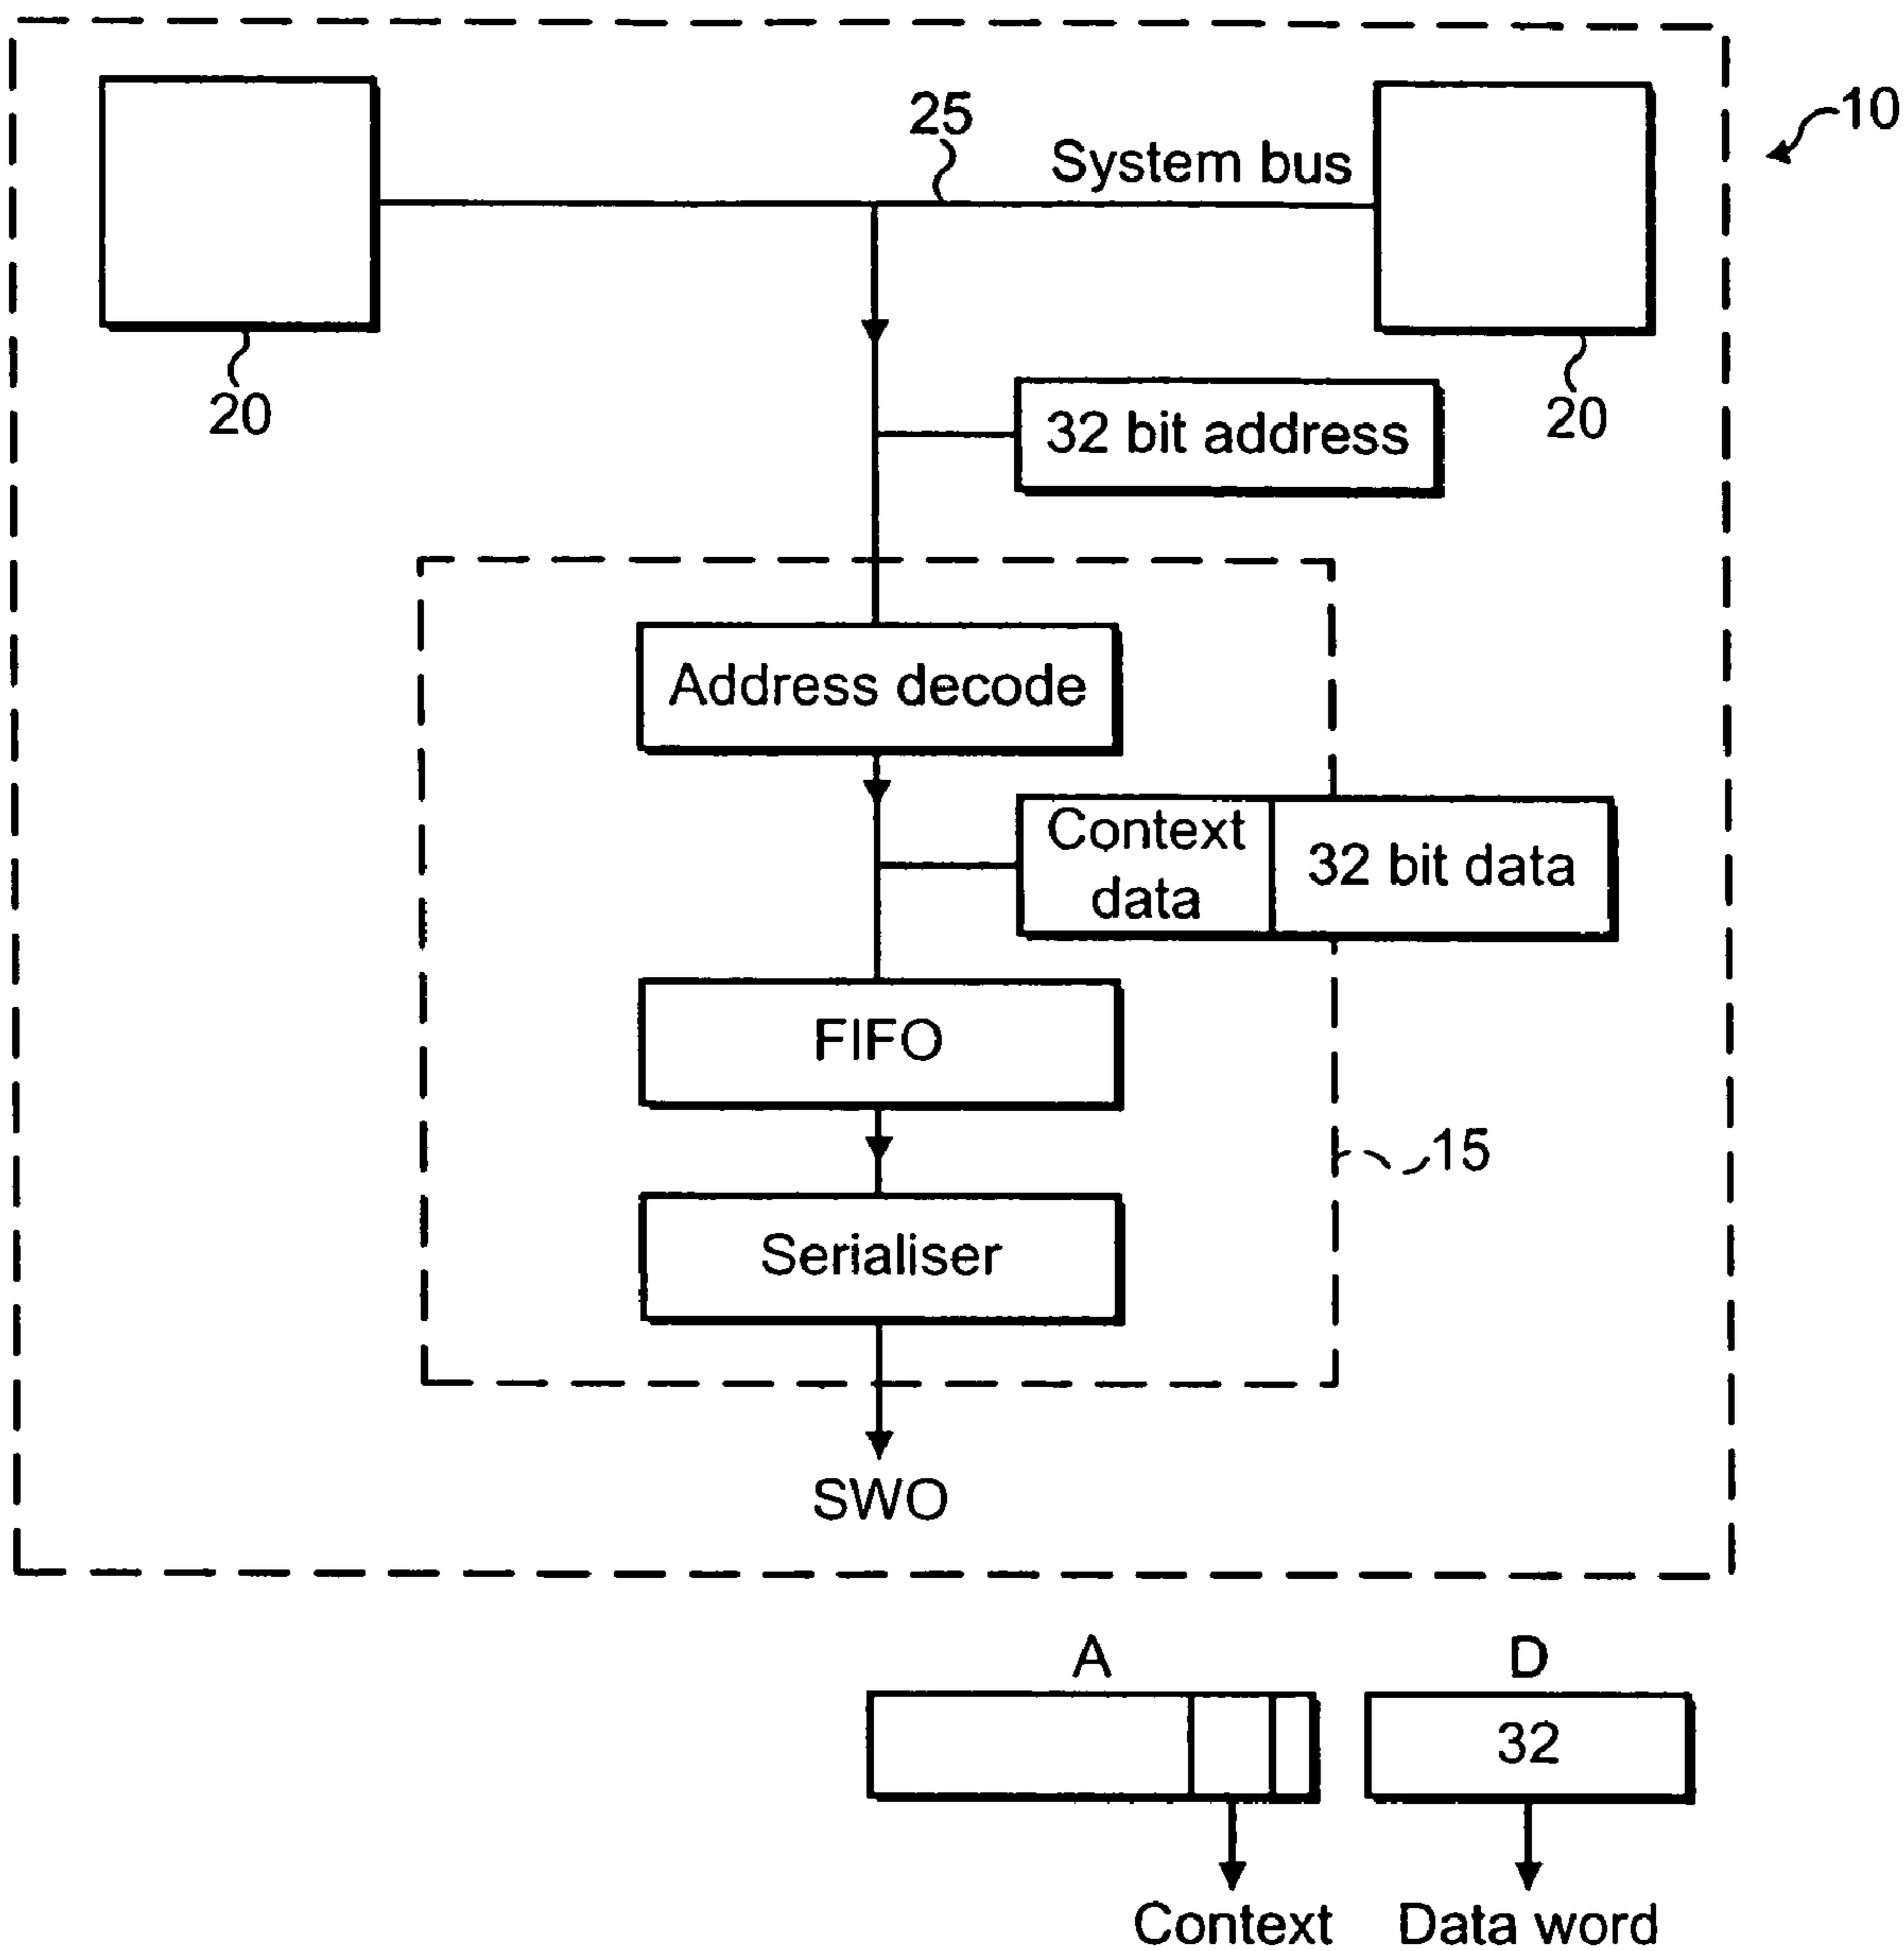 10
25
System bus
20
20
32 bit address
Address decode
Context
data
32 bit data
FIFO
15
Serialiser
SWO
A
D
32
Context
Data word